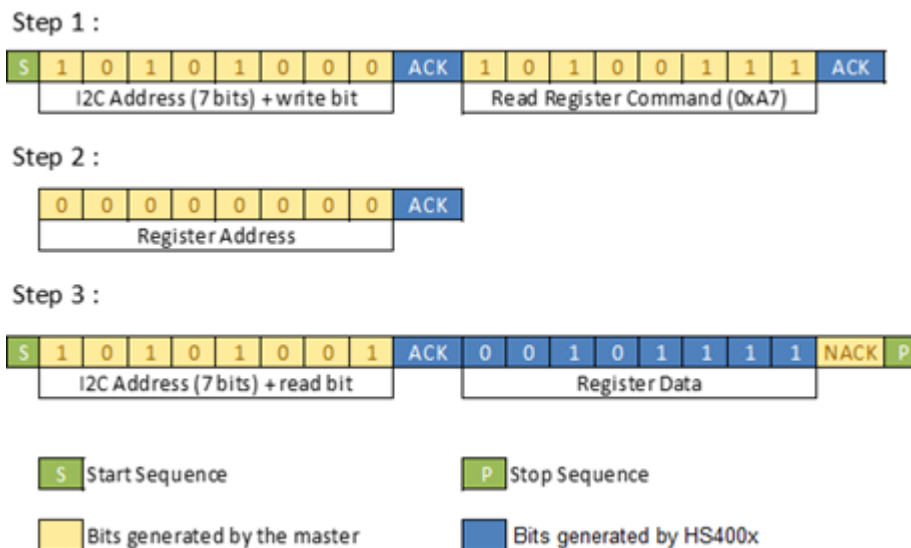 Step 1 :
S 1 0 1 0 1 0 0 0 ACK 1 0 1 0 0 1 1 1 ACK
I2C Address (7 bits) + write bit Read Register Command (0xA7)
Step 2 :
0 0 0 0 0 0 0 0 ACK
Register Address
Step 3 :
S 1 0 1 0 1 0 0 1 ACK 0 0 1 0 1 1 1 1 NACK P
I2C Address (7 bits) + read bit Register Data
S Start Sequence P Stop Sequence
Bits generated by the master Bits generated by HS400x